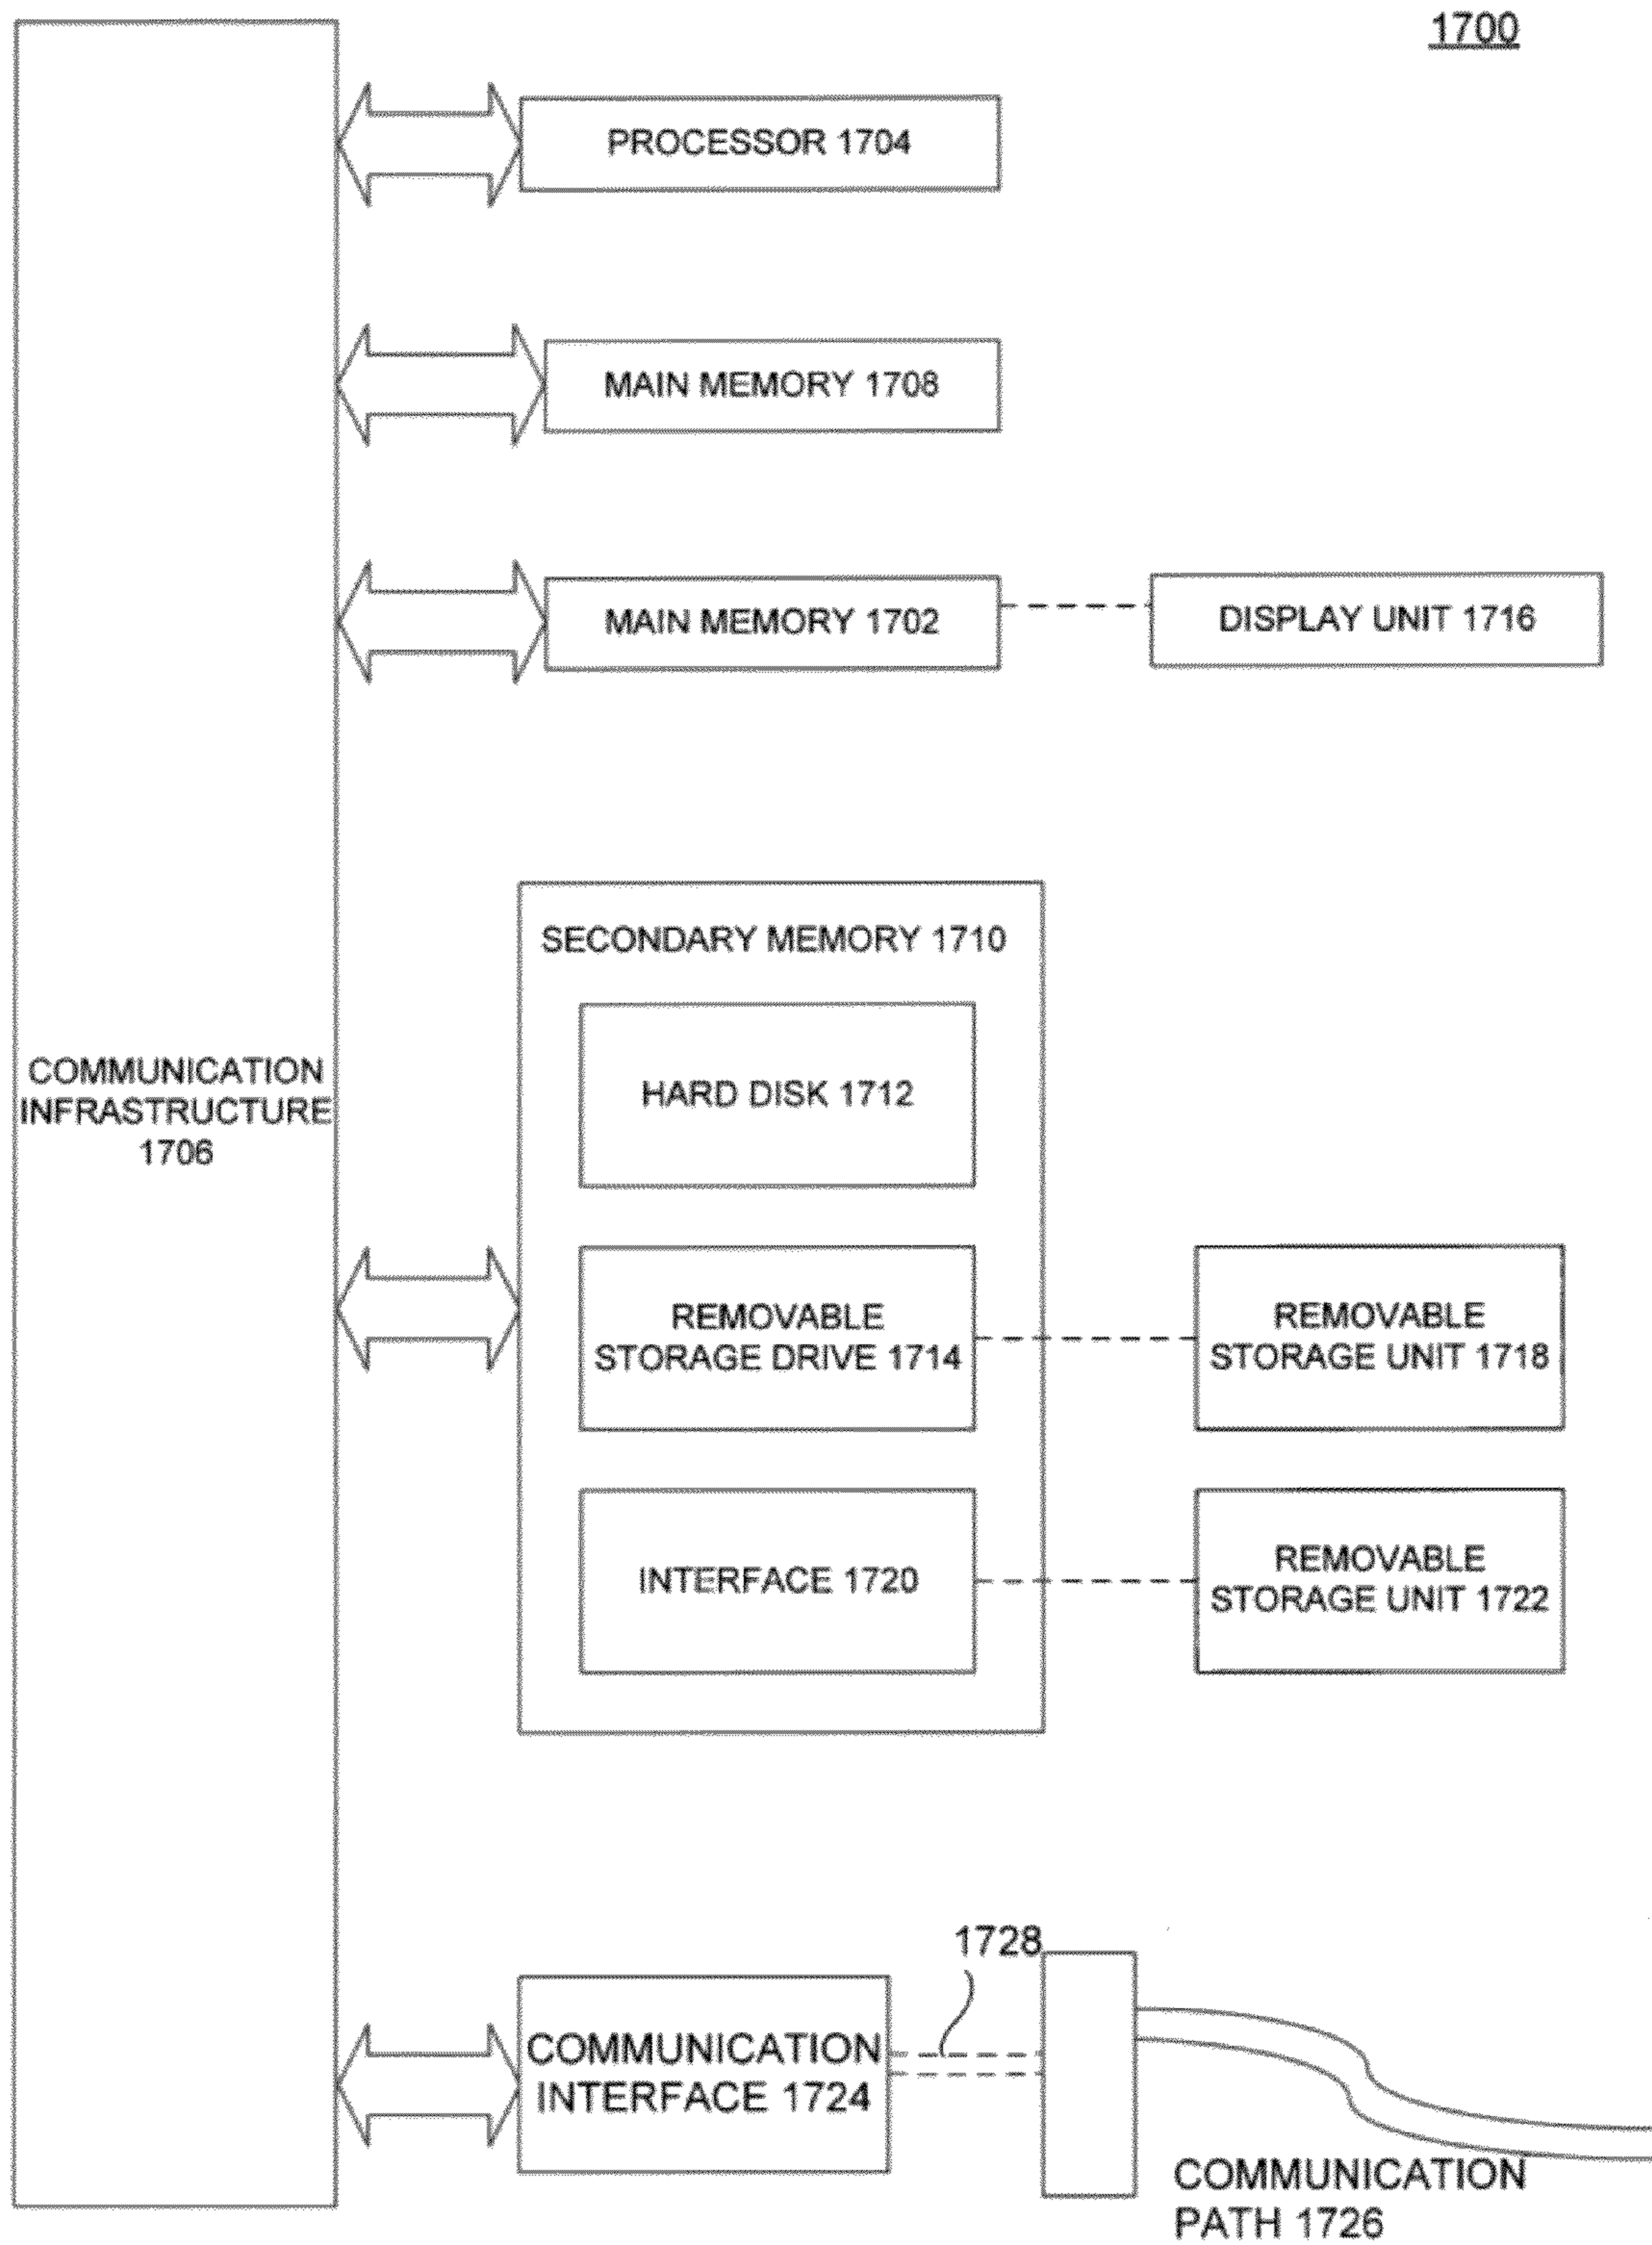 1700
PROCESSOR 1704
MAIN MEMORY 1708
MAIN MEMORY 1702
DISPLAY UNIT 1716
SECONDARY MEMORY 1710
HARD DISK 1712
COMMUNICATION
INFRASTRUCTURE
1706
REMOVABLE
STORAGE DRIVE 1714
REMOVABLE
STORAGE UNIT 1718
INTERFACE 1720
REMOVABLE
STORAGE UNIT 1722
1728
COMMUNICATION
INTERFACE 1724
COMMUNICATION
PATH 1726